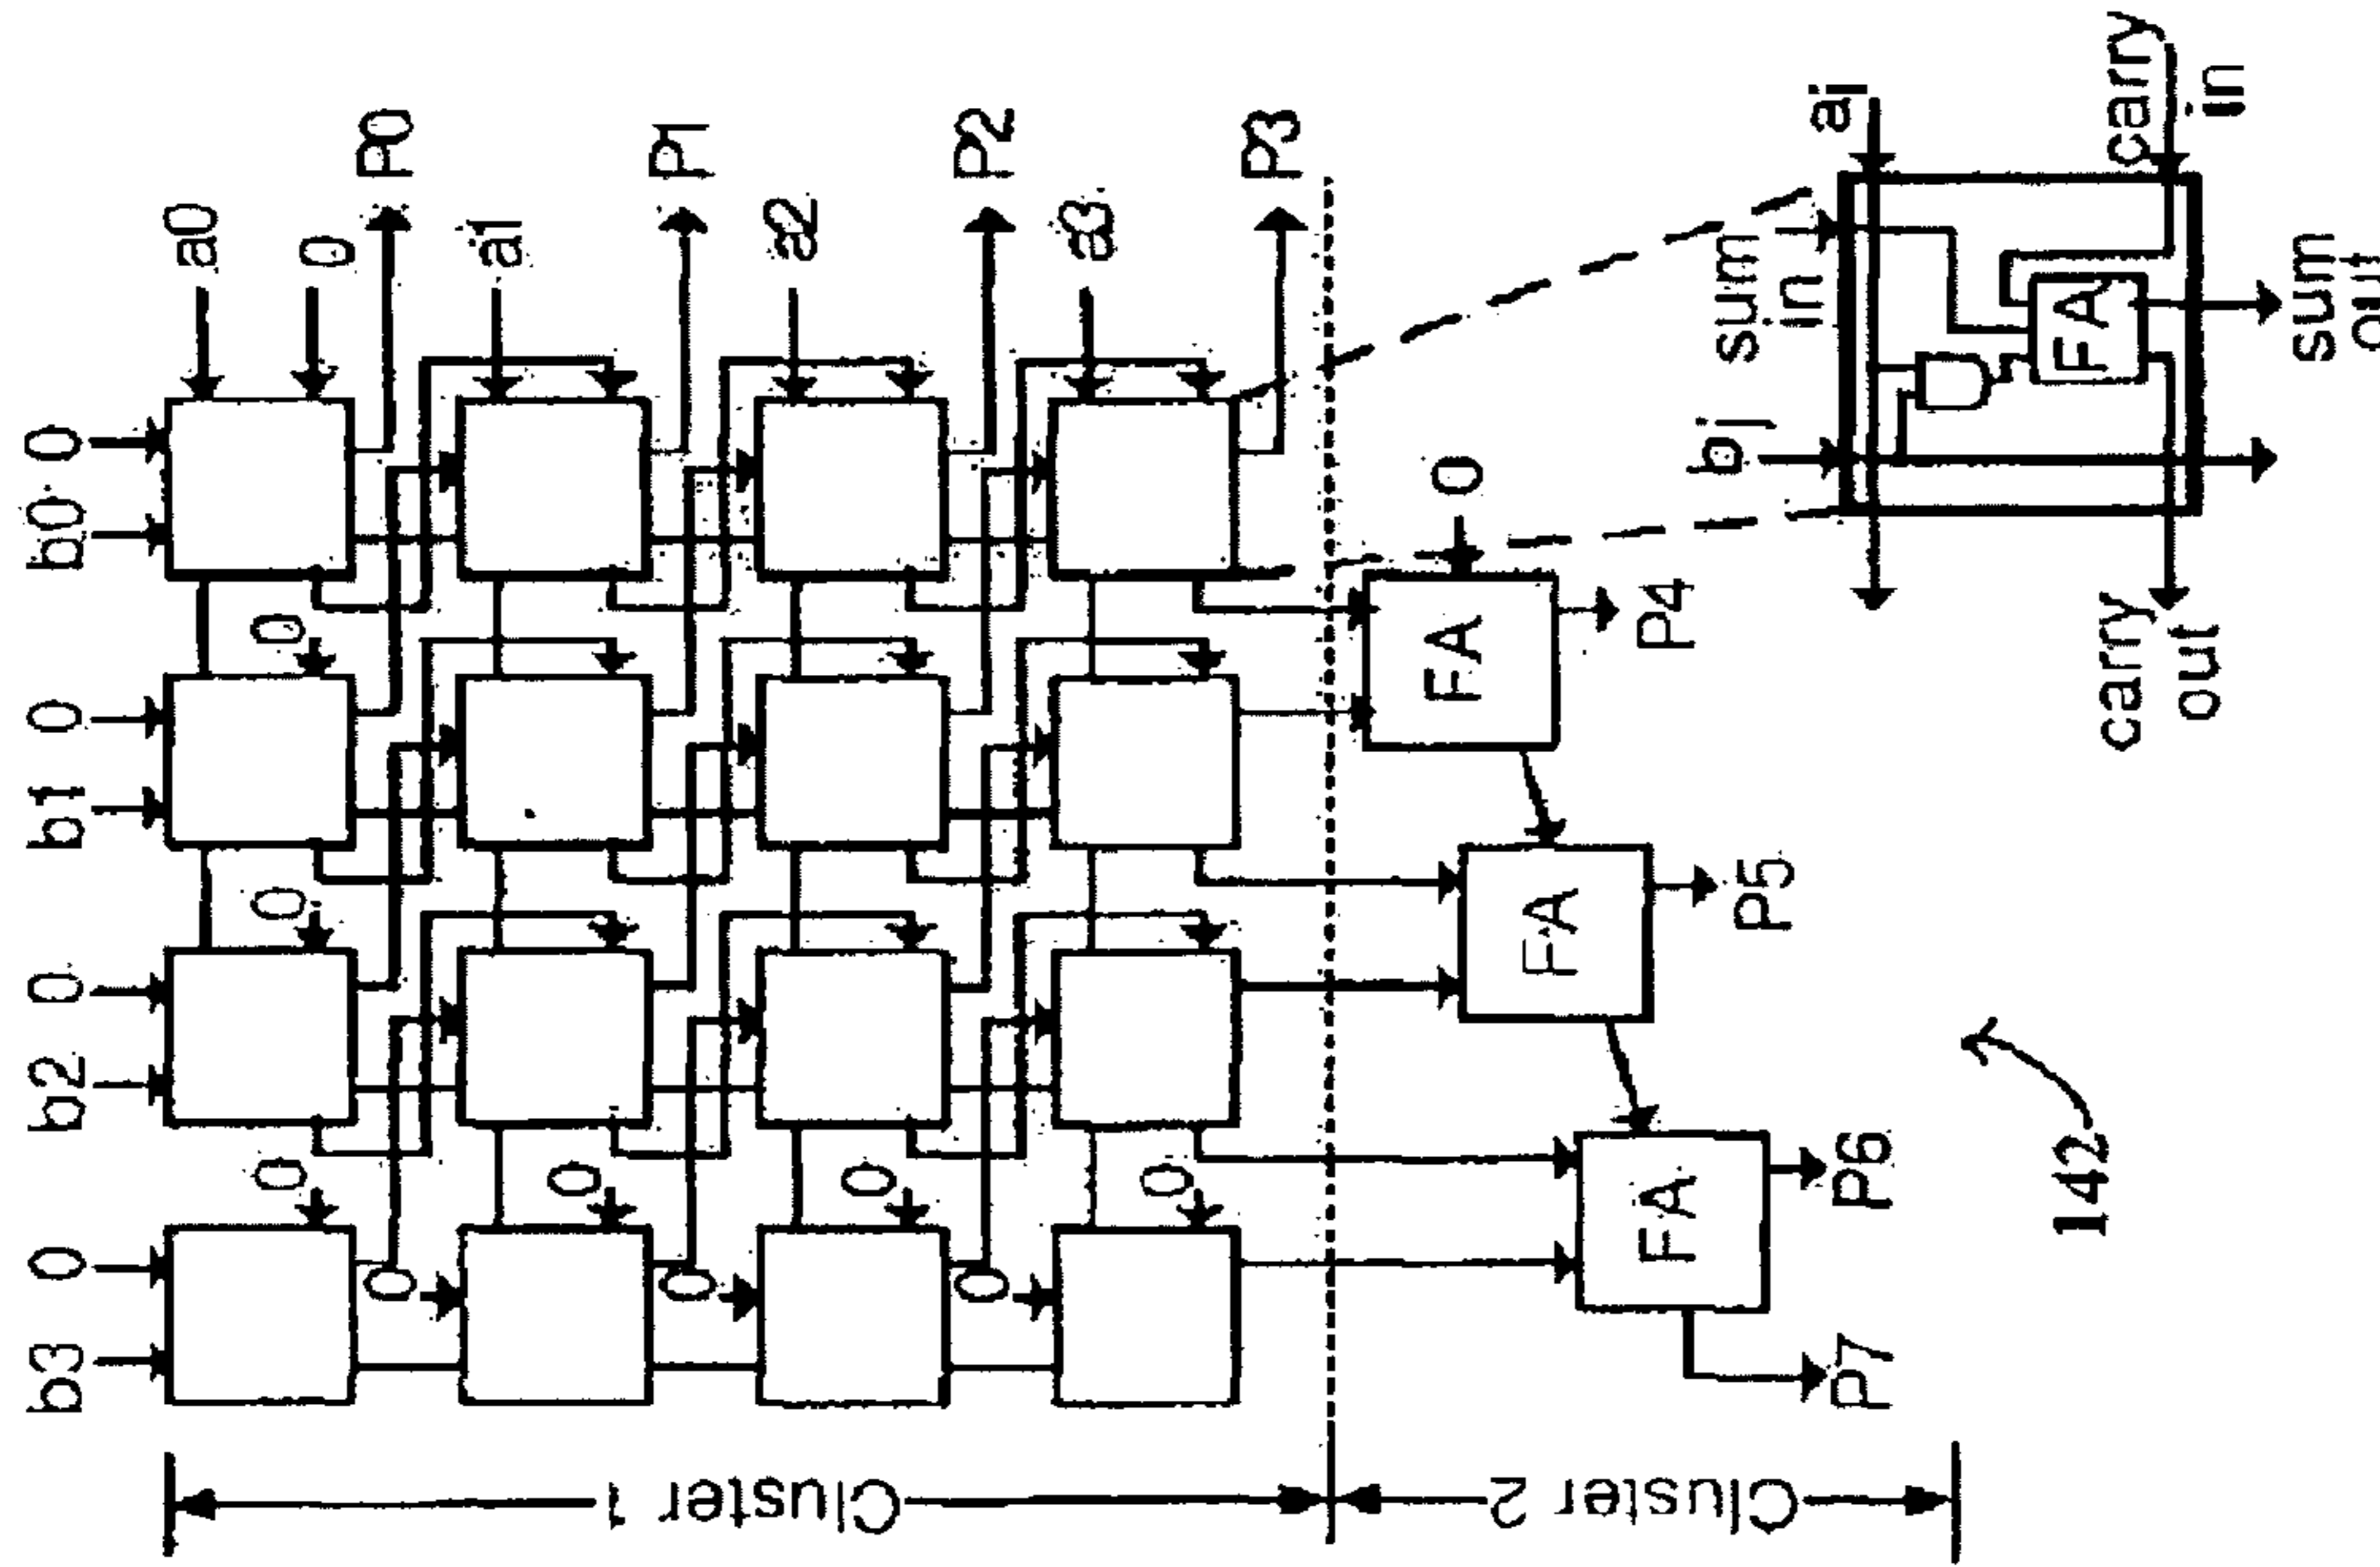 b3 0 b2 0 b1 0 b0 0
a0
0 0 0 0
0 P0
a1
0
0 P1
a2
0
0 P2
a3
0
P3
Cluster 1
FA 0
P4
FA
P5
FA
P7 P6
Cluster 2
142
bj sum in ai
FA
carry in
carry out
sum out